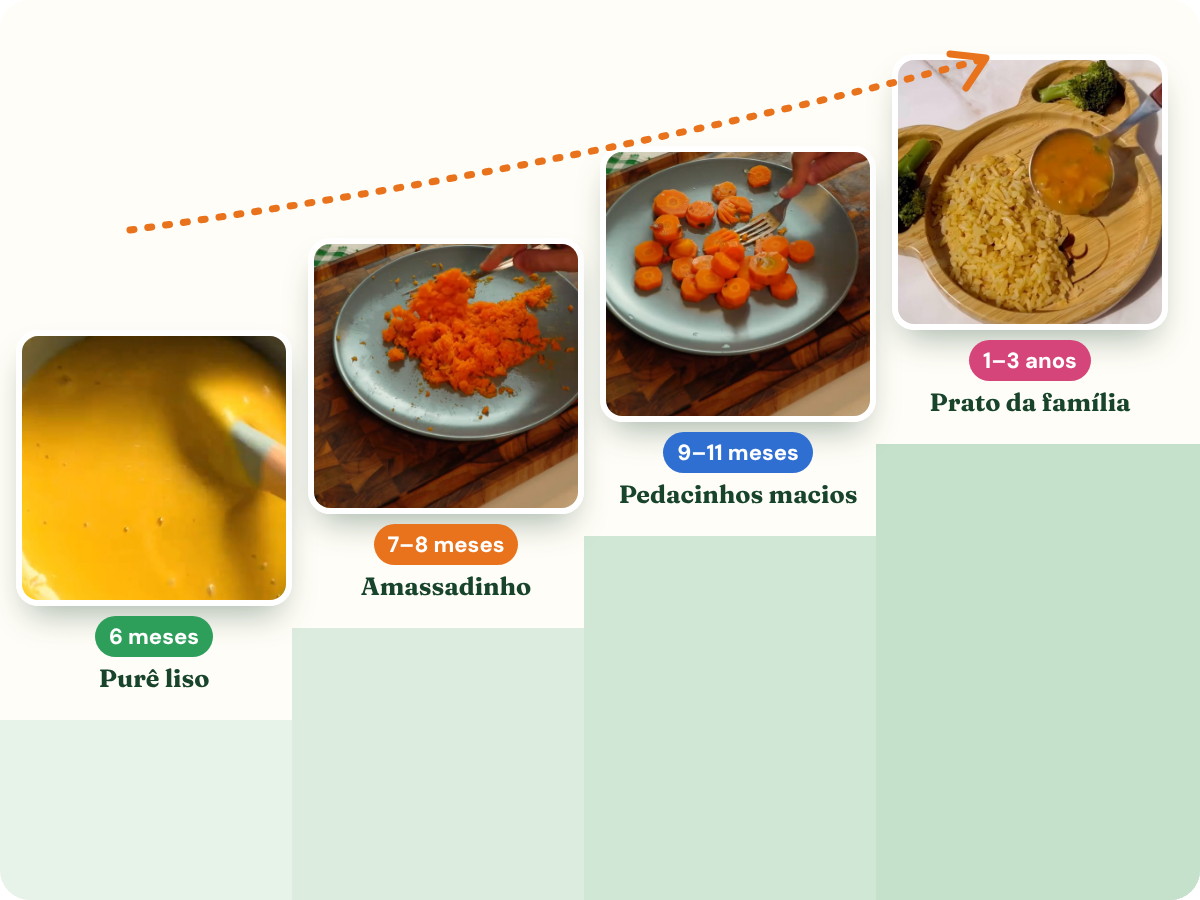 6 meses
Purê liso
7–8 meses
Amassadinho
9–11 meses
Pedacinhos macios
1–3 anos
Prato da família